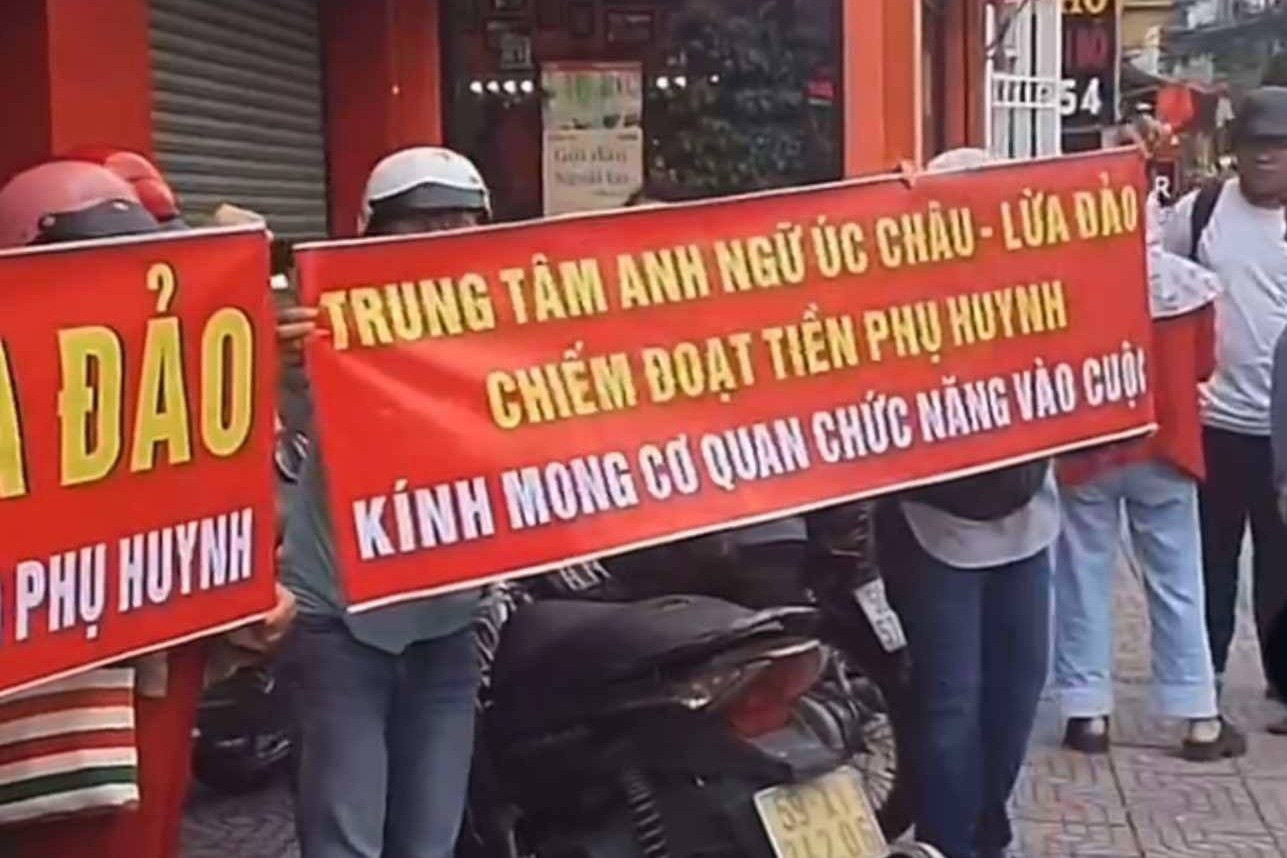 ĐẢO
PHỤ HUYNH
TRUNG TÂM ANH NGỮ ÚC CHÂU - LỪA ĐẢO
CHIẾM ĐOẠT TIỀN PHỤ HUYNH
KÍNH MONG CƠ QUAN CHỨC NĂNG VÀO CUỘC
54